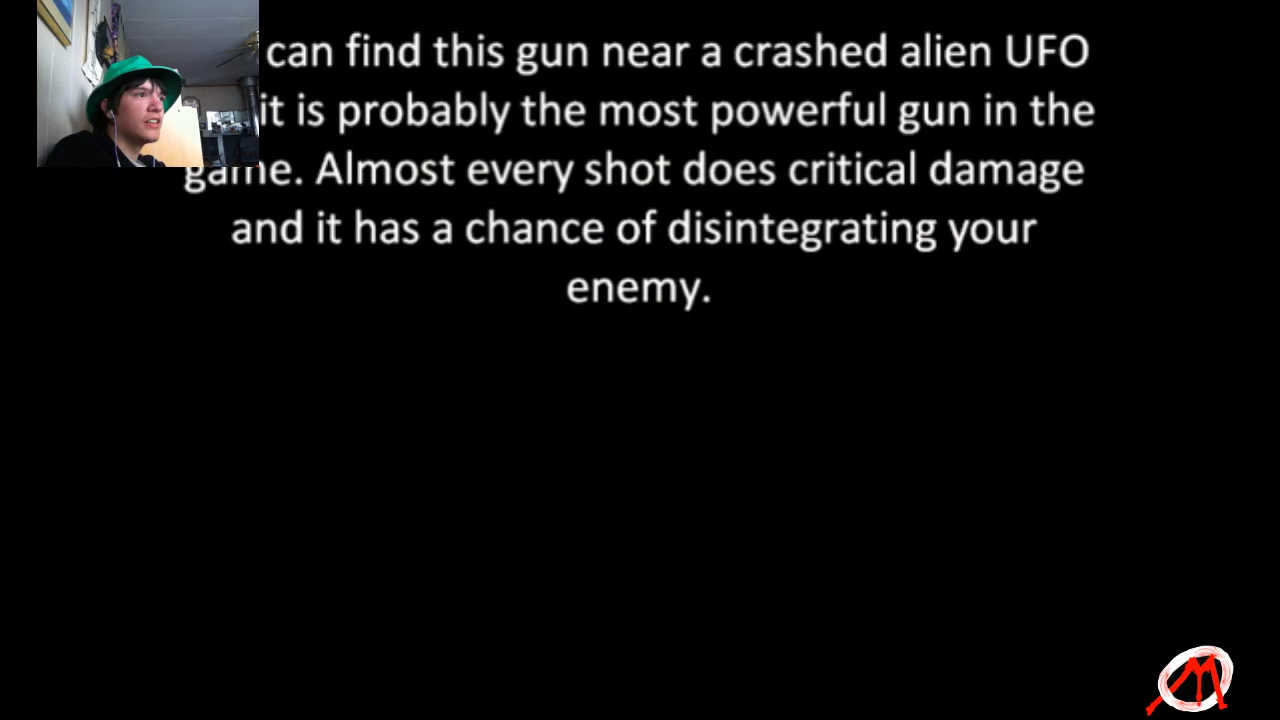 can find this gun near a crashed alien UFO
it is probably the most powerful gun in the
game. Almost every shot does critical damage
and it has a chance of disintegrating your
enemy.